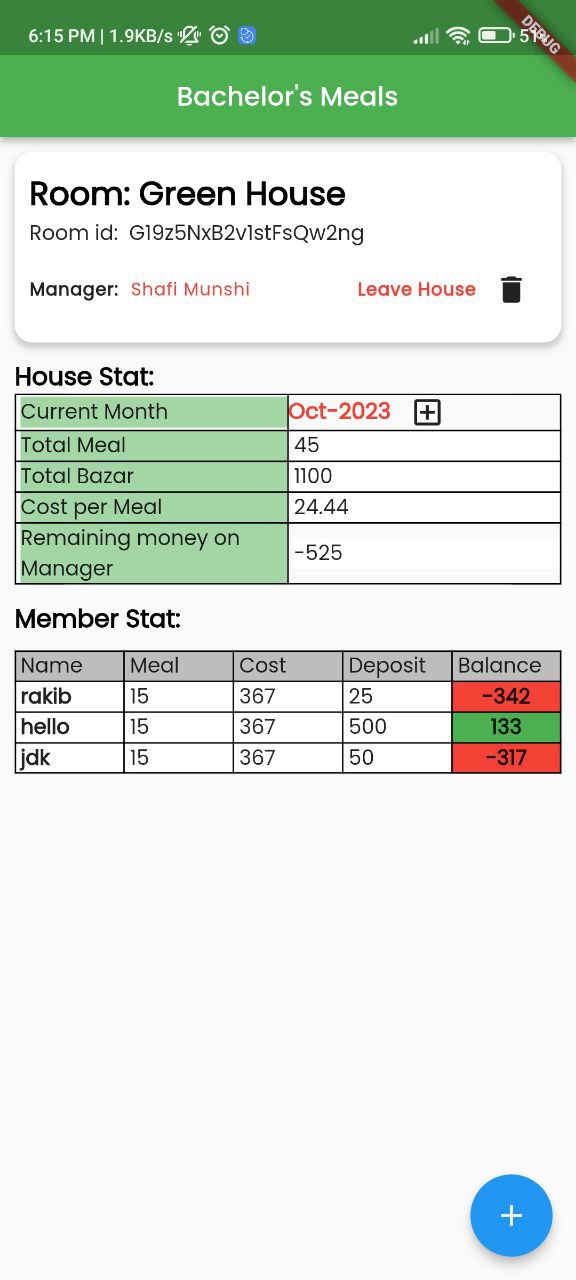 6:15 PM | 1.9KB/s
DEBUG
Bachelor's Meals
Room: Green House
Room id: G19z5NxB2v1stFsQw2ng
Manager: Shafi Munshi Leave House
House Stat:
Current Month Oct-2023
Total Meal 45
Total Bazar 1100
Cost per Meal 24.44
Remaining money on
Manager -525
Member Stat:
Name Meal Cost Deposit Balance
rakib 15 367 25 -342
hello 15 367 500 133
jdk 15 367 50 -317